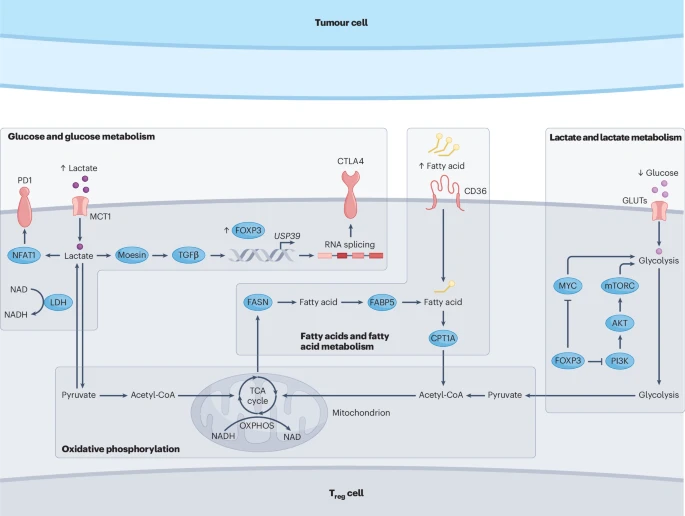 Tumour cell
Glucose and glucose metabolism
PD1
↑ Lactate
MCT1
NFAT1
Lactate
Moesin
TGFβ
↑ FOXP3
USP39
CTLA4
RNA splicing
NAD
NADH
LDH
↑ Fatty acid
CD36
FASN
Fatty acid
FABP5
Fatty acid
Fatty acids and fatty
acid metabolism
CPT1A
Lactate and lactate metabolism
↓ Glucose
GLUTs
Glycolysis
MYC
mTORC
AKT
FOXP3
PI3K
Glycolysis
Pyruvate
Acetyl-CoA
TCA
cycle
OXPHOS
NADH
NAD
Mitochondrion
Acetyl-CoA
Pyruvate
Oxidative phosphorylation
Treg cell